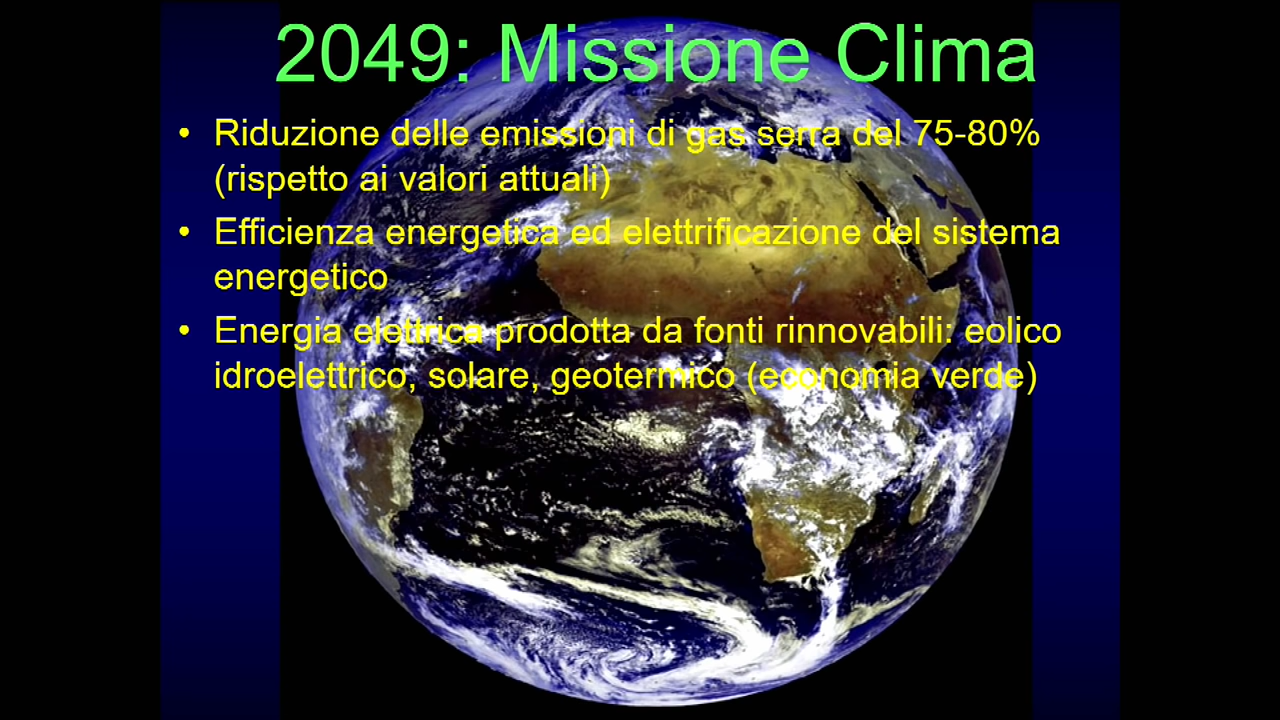 2049: Missione Clima
• Riduzione delle emissioni di gas serra del 75-80%
(rispetto ai valori attuali)
• Efficienza energetica ed elettrificazione del sistema
energetico
• Energia elettrica prodotta da fonti rinnovabili: eolico
idroelettrico, solare, geotermico (economia verde)